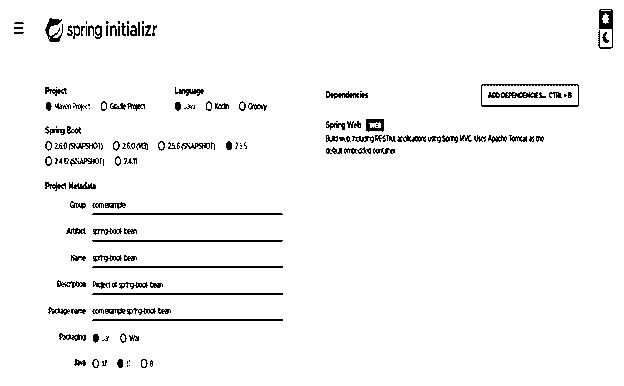 spring initializr
Project
Maven Project Gradle Project
Language
Java Kotlin Groovy
Spring Boot
2.6.0 (SNAPSHOT) 2.6.0 (M3) 2.5.6 (SNAPSHOT) 2.5.5
2.4.12 (SNAPSHOT) 2.4.11
Project Metadata
Group com.example
Artifact spring-boot-bean
Name spring-boot-bean
Description Project of spring-boot-bean
Package name com.example.spring-boot-bean
Packaging Jar War
Java 17 11 8
Dependencies
ADD DEPENDENCIES... CTRL + B
Spring Web WEB
Build web, including RESTful, applications using Spring MVC. Uses Apache Tomcat as the
default embedded container.